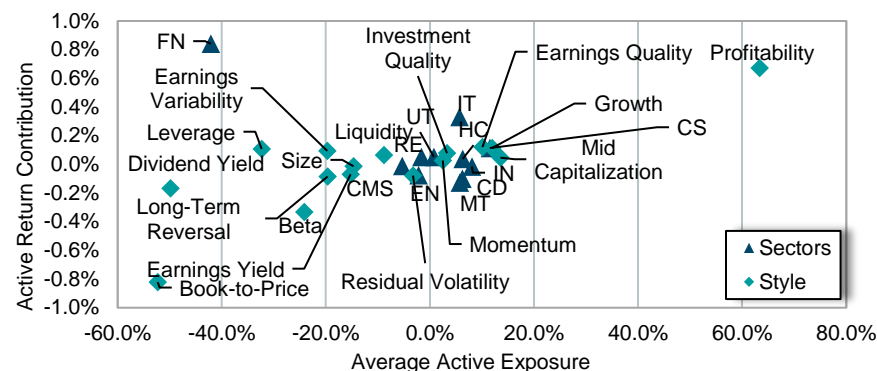 Active Return Contribution
1.0%
0.8%
0.6%
0.4%
0.2%
0.0%
-0.2%
-0.4%
-0.6%
-0.8%
-1.0%
FN
Earnings
Variability
Leverage
Dividend Yield
Size
Long-Term
Reversal
Beta
Earnings Yield
Book-to-Price
Investment
Quality
Liquidity
UT
RE
IT
HC
CMS
EN
IN
CD
MT
Momentum
Residual Volatility
Earnings Quality
Growth
CS
Mid
Capitalization
Profitability
Sectors
Style
-60.0%
-40.0%
-20.0%
0.0%
20.0%
40.0%
60.0%
80.0%
Average Active Exposure